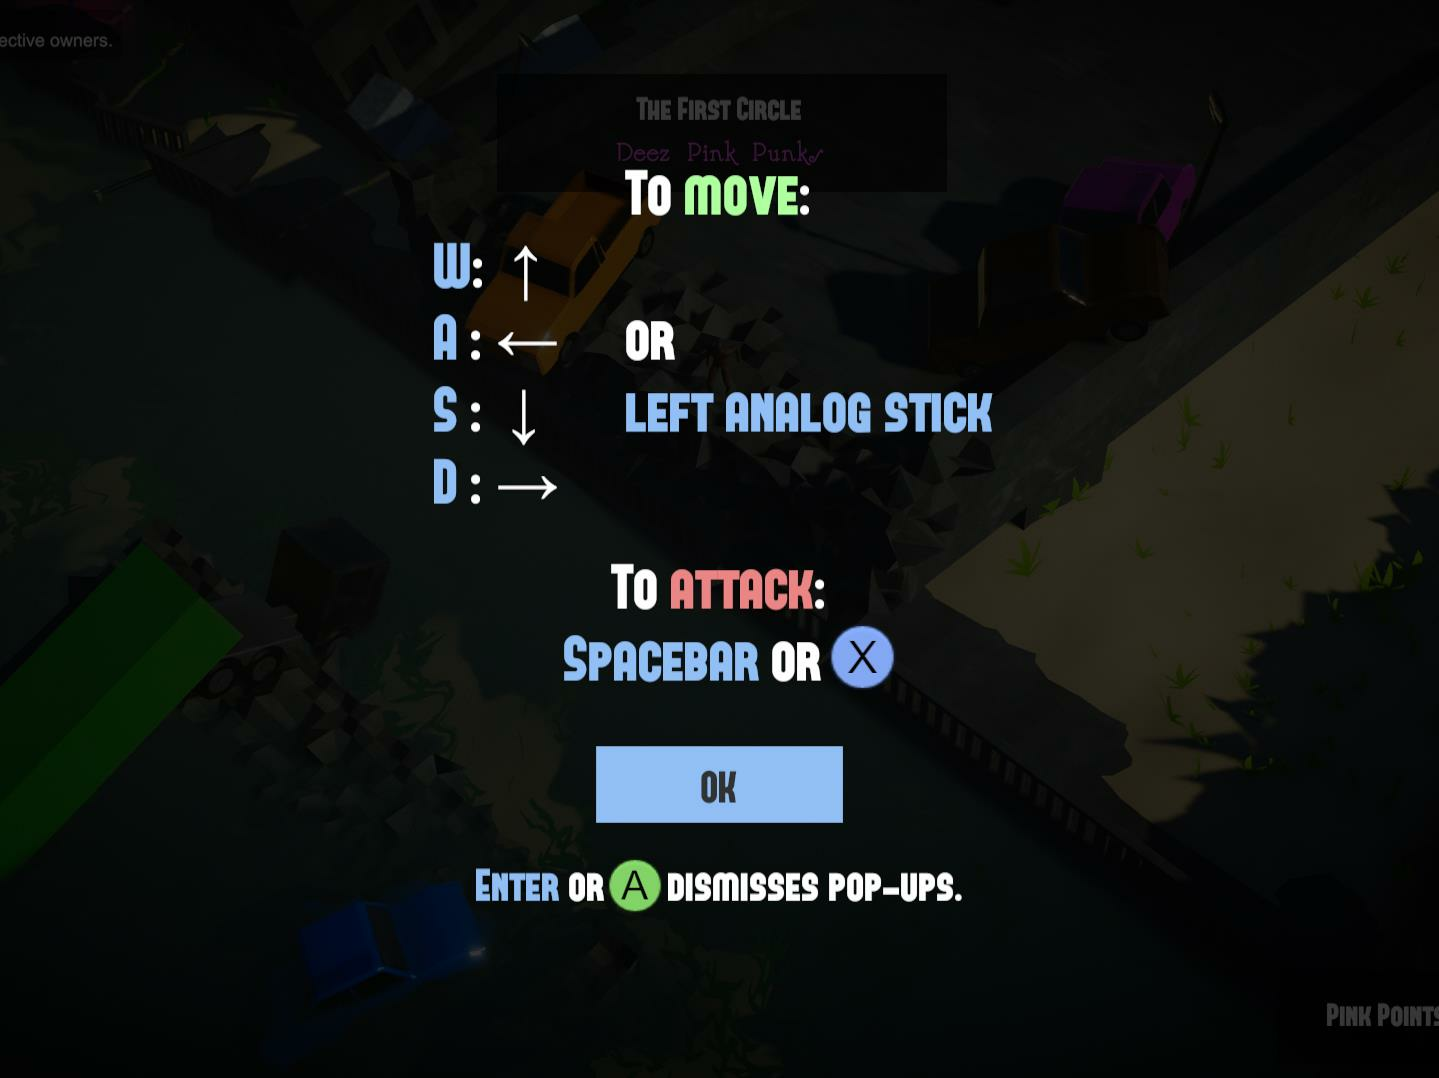 ective owners.
The First Circle
Deez Pink Punks
To move:
W: ↑
A : ← or
S : ↓ left analog stick
D : →
To attack:
Spacebar or X
OK
Enter or A dismisses pop-ups.
Pink Points